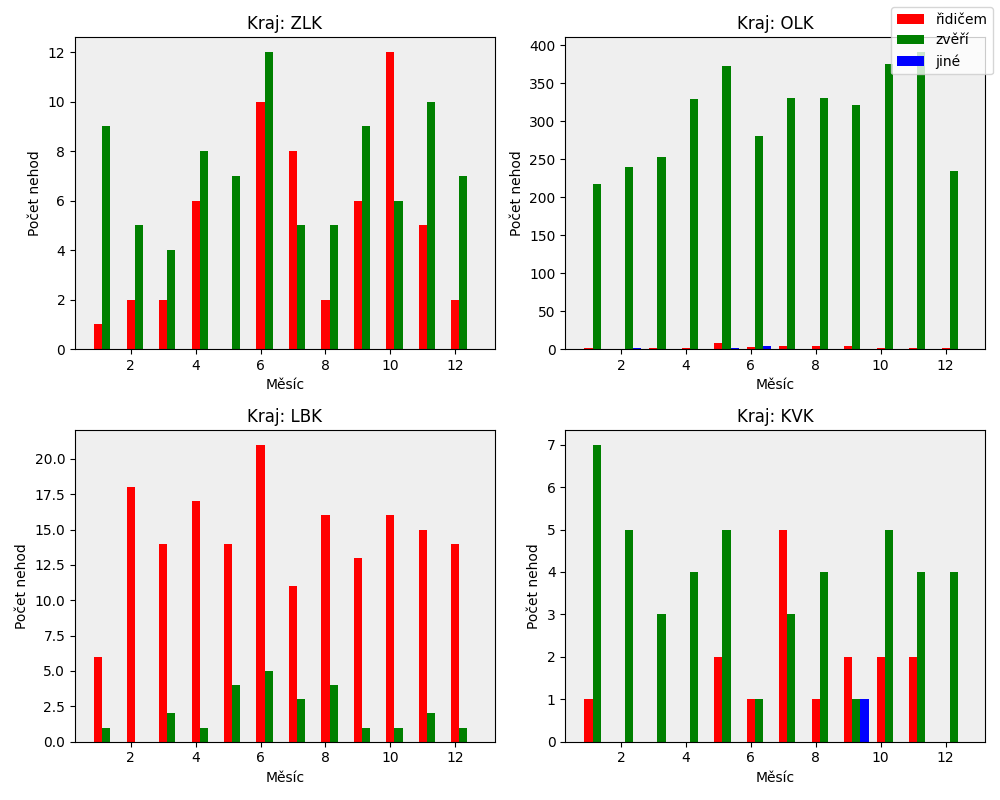 Kraj: ZLK
12
10
8
6
4
2
0
Počet nehod
2 4 6 8 10 12
Měsíc
Kraj: OLK
400
350
300
250
200
150
100
50
0
Počet nehod
2 4 6 8 10 12
Měsíc
řidičem
zvěří
jiné
Kraj: LBK
20.0
17.5
15.0
12.5
10.0
7.5
5.0
2.5
0.0
Počet nehod
2 4 6 8 10 12
Měsíc
Kraj: KVK
7
6
5
4
3
2
1
0
Počet nehod
2 4 6 8 10 12
Měsíc